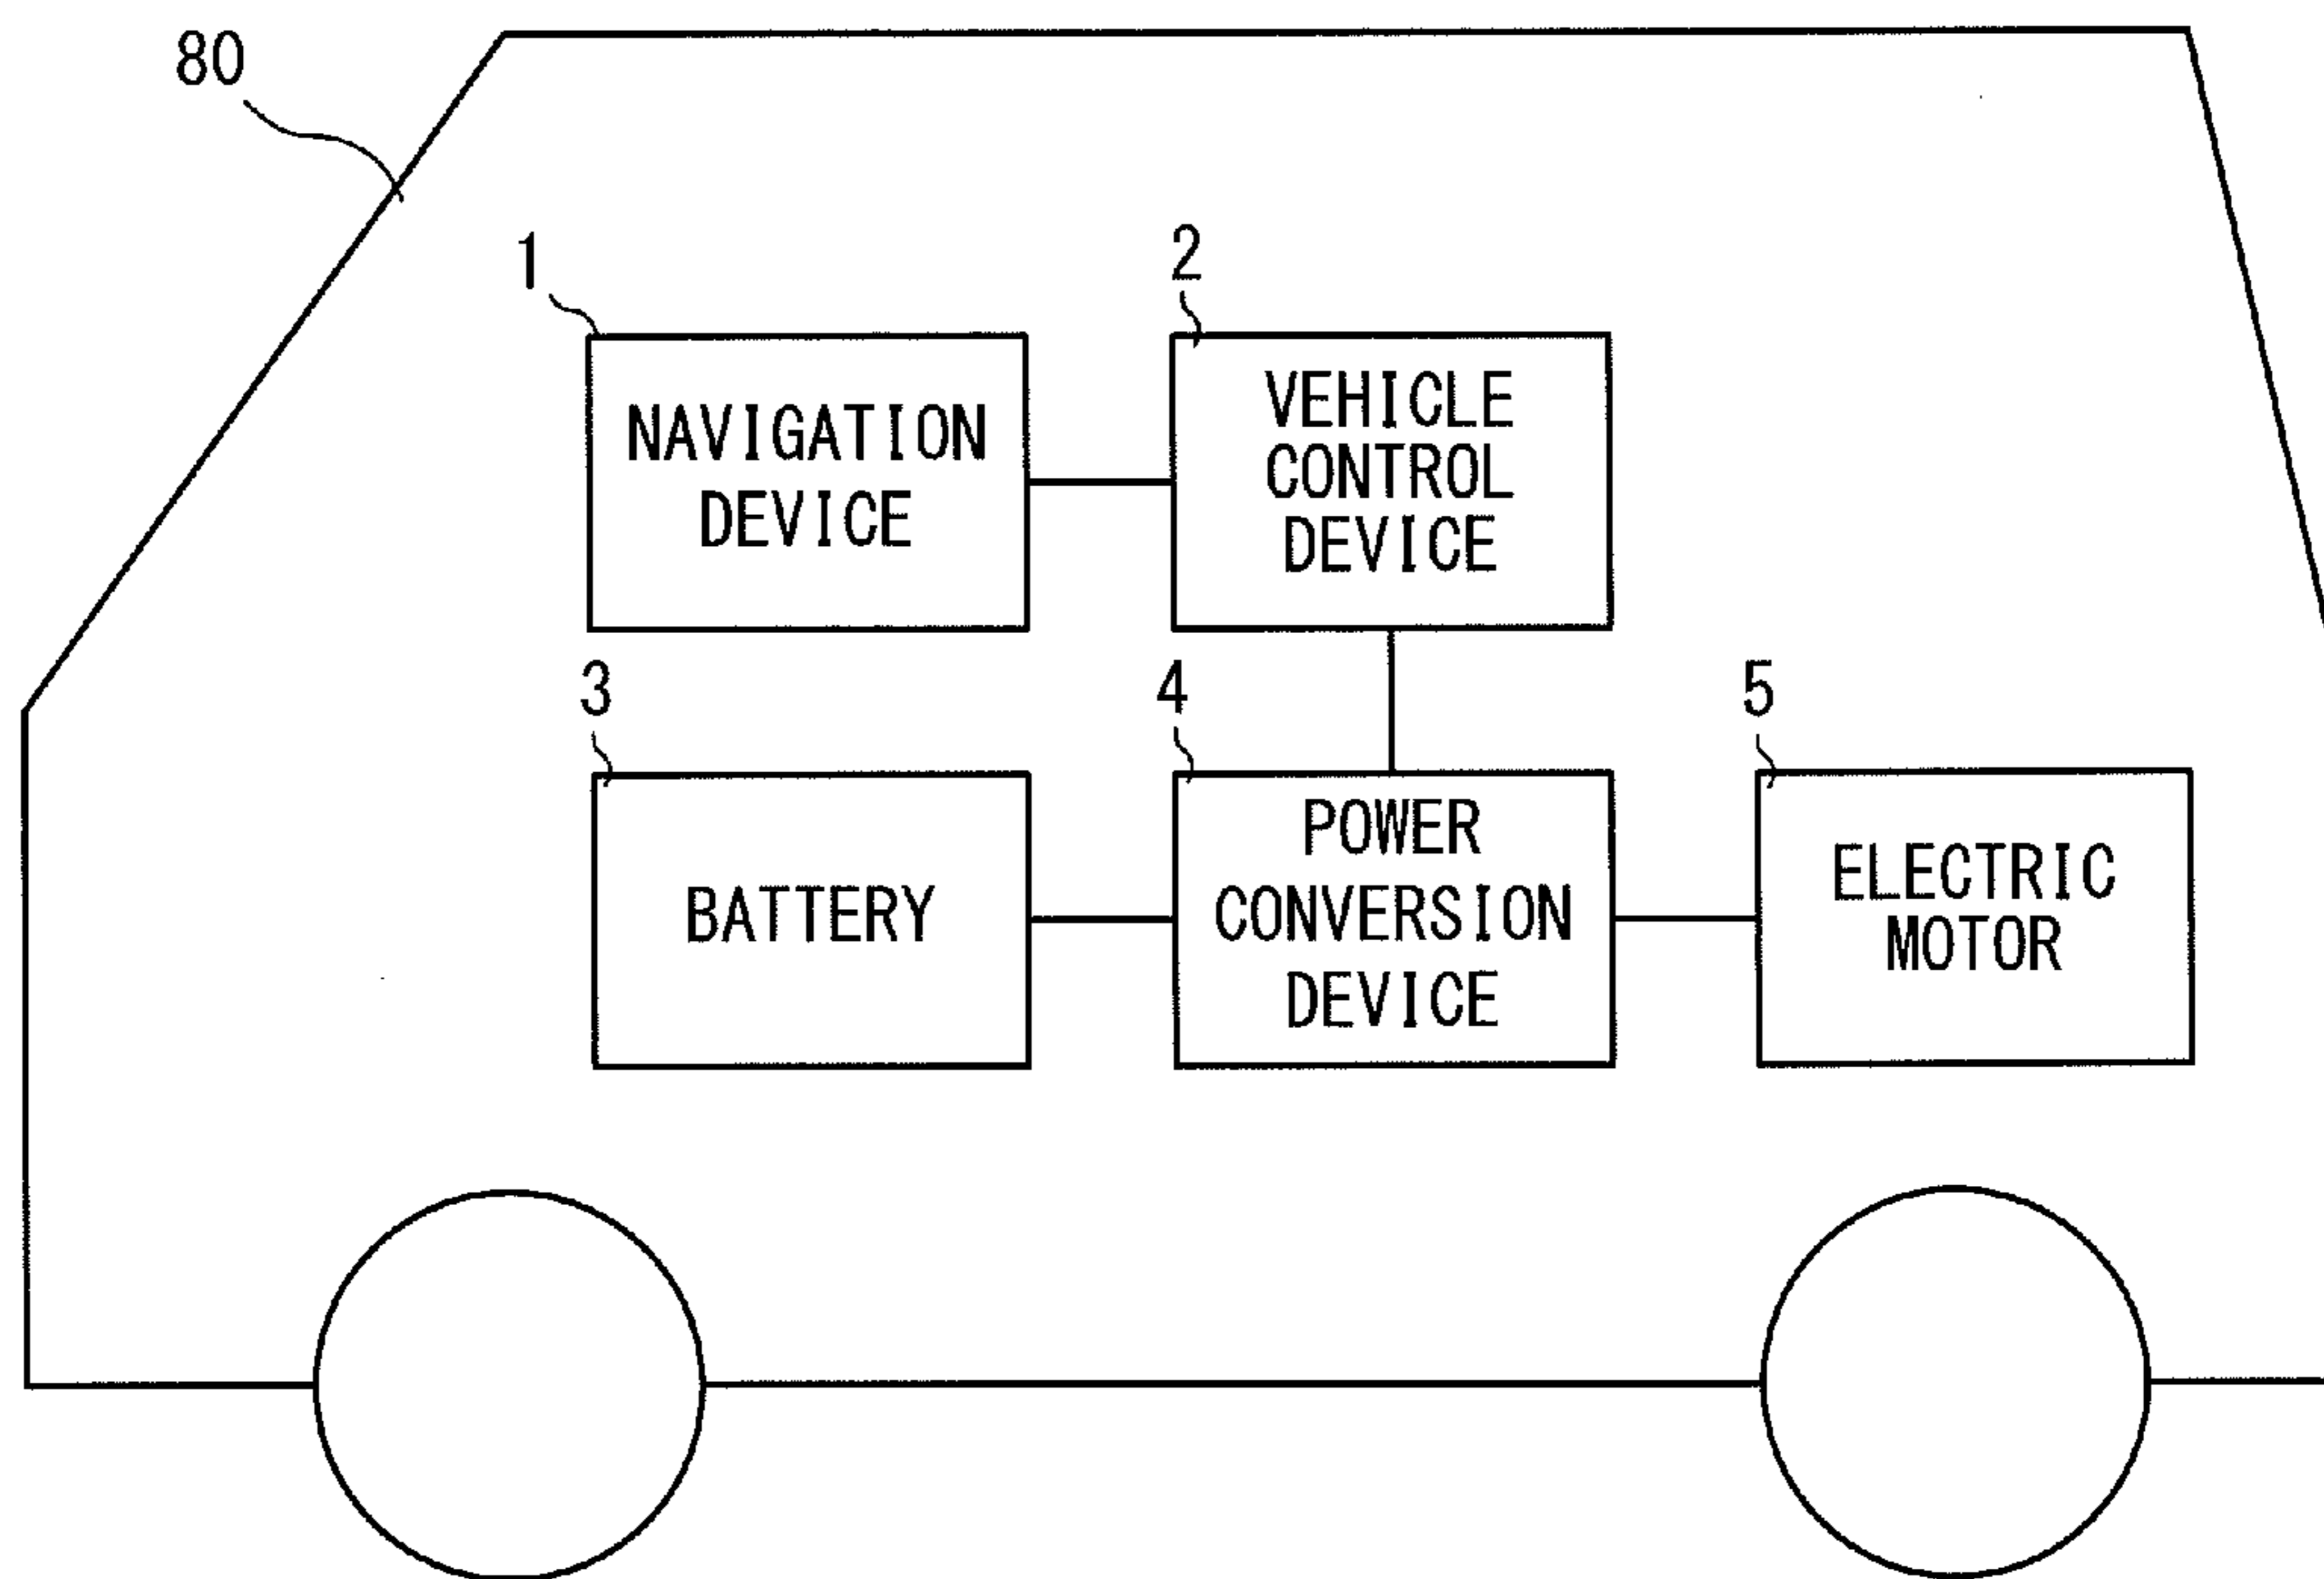 80
1
2
NAVIGATION
DEVICE
VEHICLE
CONTROL
DEVICE
3
4
5
BATTERY
POWER
CONVERSION
DEVICE
ELECTRIC
MOTOR